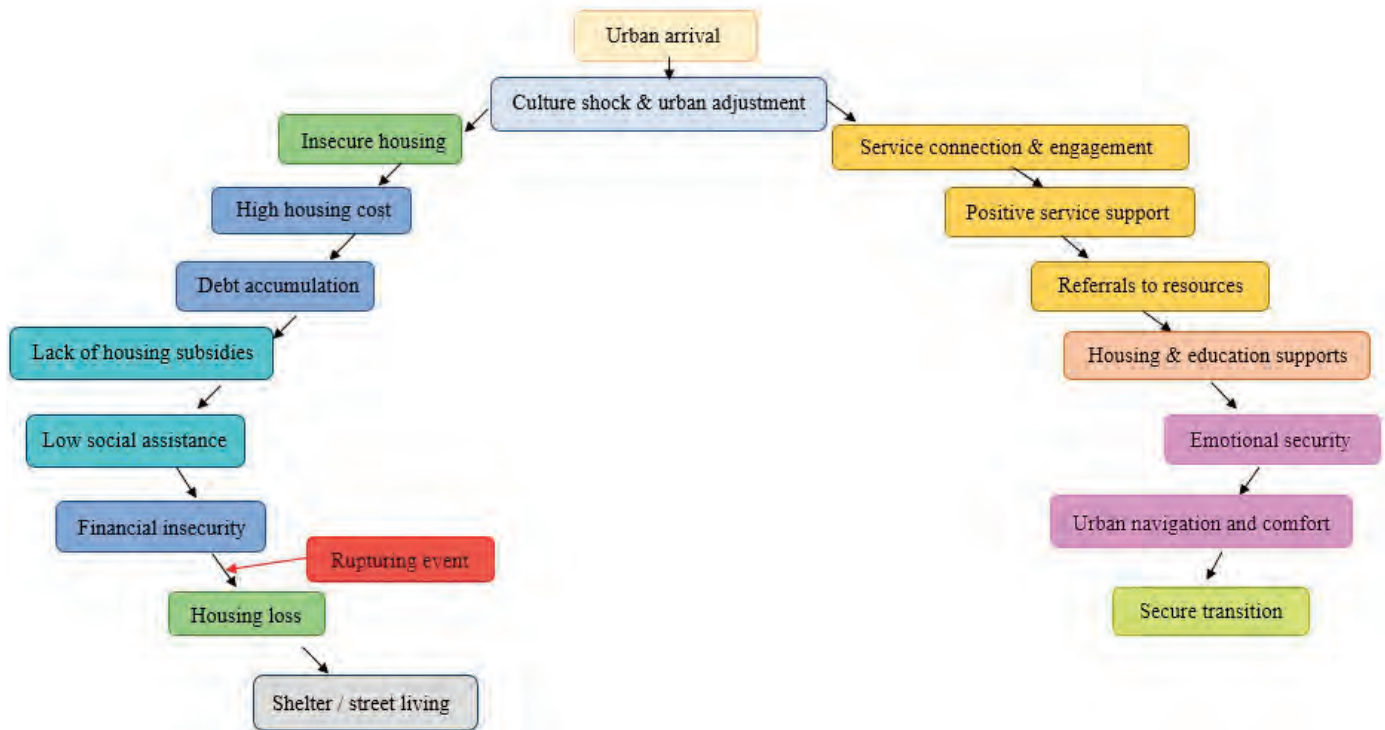 Urban arrival
Culture shock & urban adjustment
Insecure housing
High housing cost
Debt accumulation
Lack of housing subsidies
Low social assistance
Financial insecurity
Rupturing event
Housing loss
Shelter / street living
Service connection & engagement
Positive service support
Referrals to resources
Housing & education supports
Emotional security
Urban navigation and comfort
Secure transition